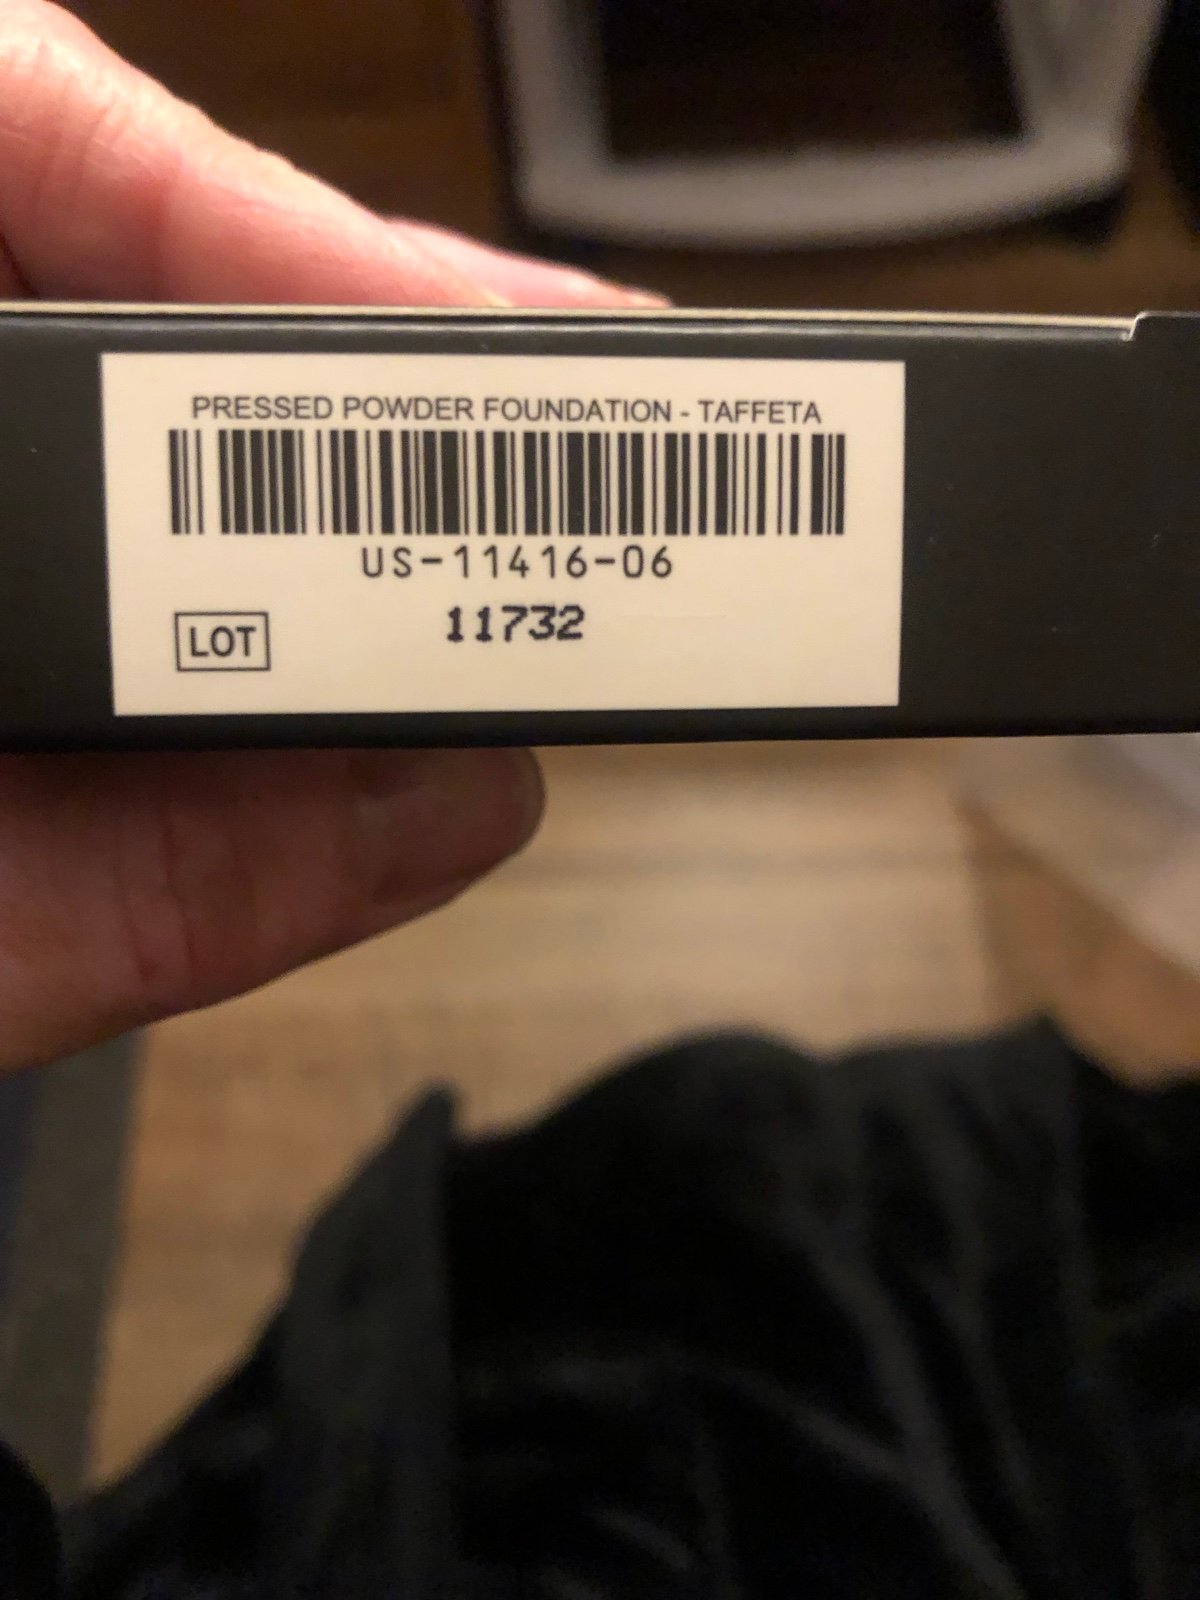 PRESSED POWDER FOUNDATION - TAFFETA
US-11416-06
11732
LOT